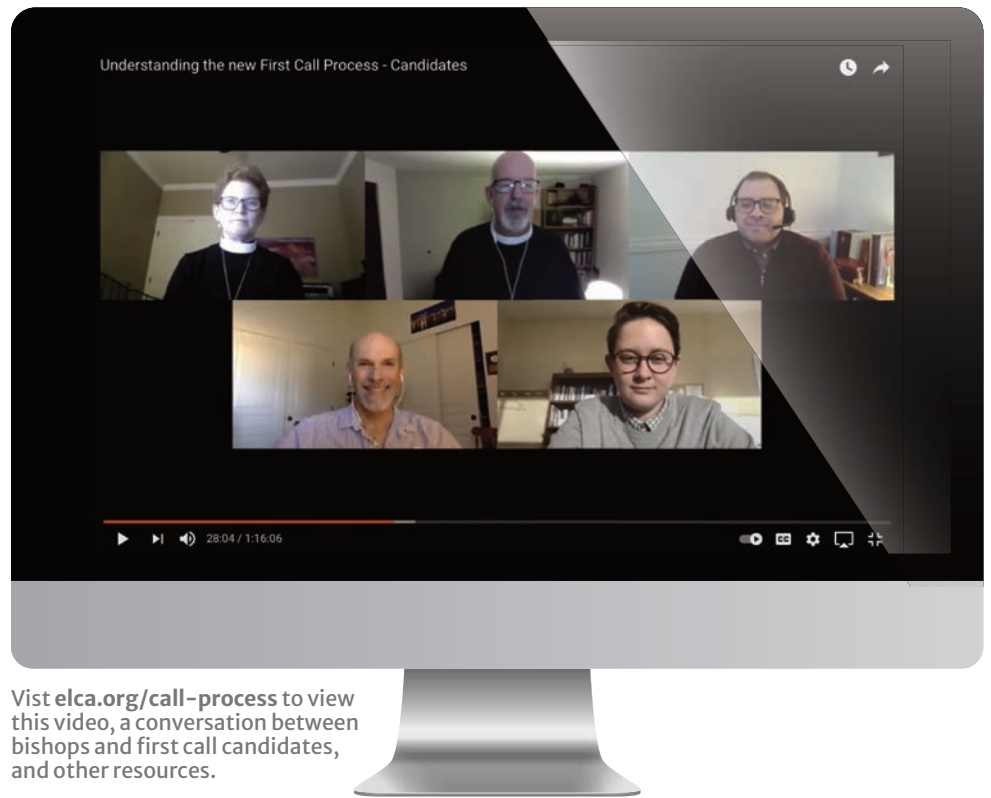 Understanding the new First Call Process - Candidates
28:04 / 1:16:06
CC
Vist elca.org/call-process to view
this video, a conversation between
bishops and first call candidates,
and other resources.